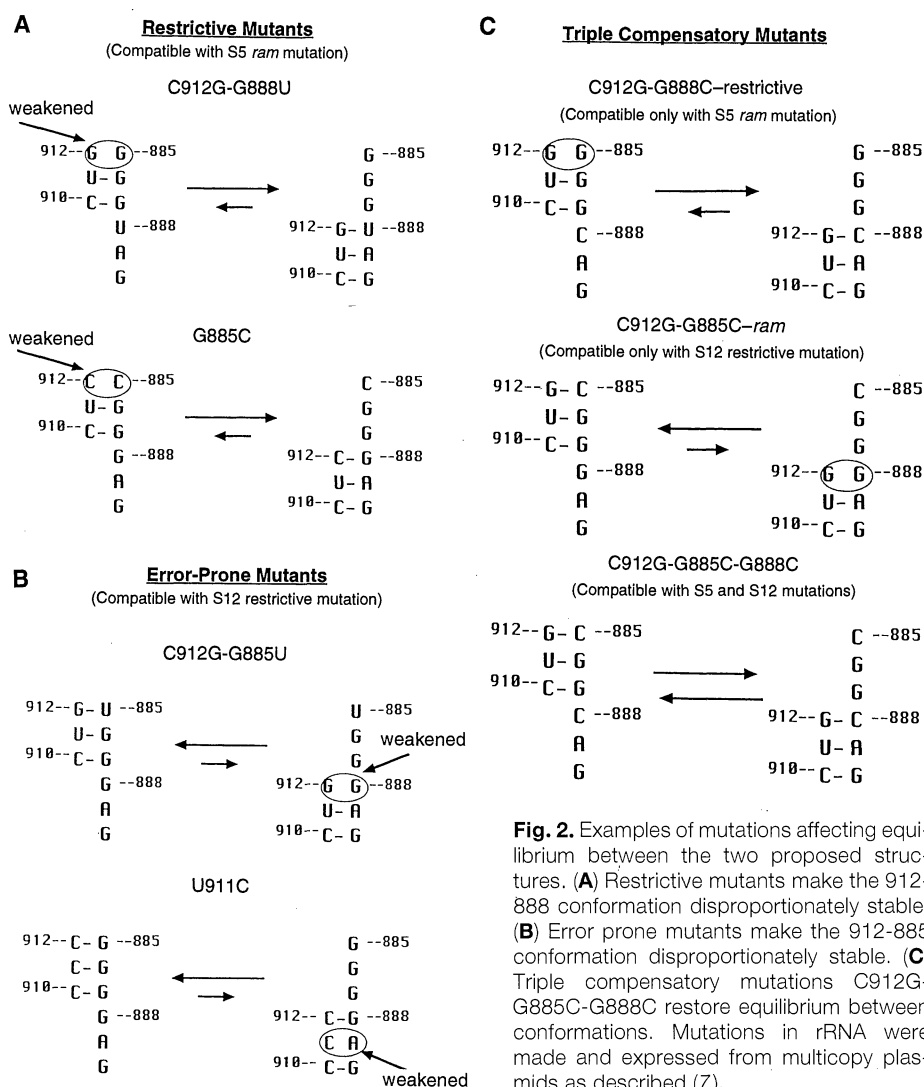 A
Restrictive Mutants
(Compatible with S5 ram mutation)
C912G-G888U
weakened
912--G G--885
U-G
910--C-G
U --888
A
G
G --885
G
G
912--G-U --888
U-A
910--C-G
G885C
weakened
912--C C--885
U-G
910--C-G
G --888
A
G
C --885
G
G
912--C-G --888
U-A
910--C-G
B
Error-Prone Mutants
(Compatible with S12 restrictive mutation)
C912G-G885U
912--G-U --885
U-G
910--C-G
G --888
A
G
U --885
G
weakened
G
912--G G--888
U-A
910--C-G
U911C
912--C-G --885
C-G
910--C-G
G --888
A
G
G --885
G
G
912--C-G --888
C A
910--C-G
weakened
C
Triple Compensatory Mutants
C912G-G888C–restrictive
(Compatible only with S5 ram mutation)
912--G G--885
U-G
910--C-G
C --888
A
G
G --885
G
G
912--G-C --888
U-A
910--C-G
C912G-G885C–ram
(Compatible only with S12 restrictive mutation)
912--G-C --885
U-G
910--C-G
G --888
A
G
C --885
G
G
912--G G--888
U-A
910--C-G
C912G-G885C-G888C
(Compatible with S5 and S12 mutations)
912--G-C --885
U-G
910--C-G
C --888
A
G
C --885
G
G
912--G-C --888
U-A
910--C-G
Fig. 2. Examples of mutations affecting equi-
librium between the two proposed struc-
tures. (A) Restrictive mutants make the 912-
888 conformation disproportionately stable
(B) Error prone mutants make the 912-885
conformation disproportionately stable. (C
Triple compensatory mutations C912G-
G885C-G888C restore equilibrium between
conformations. Mutations in rRNA were
made and expressed from multicopy plas-
mids as described (7)